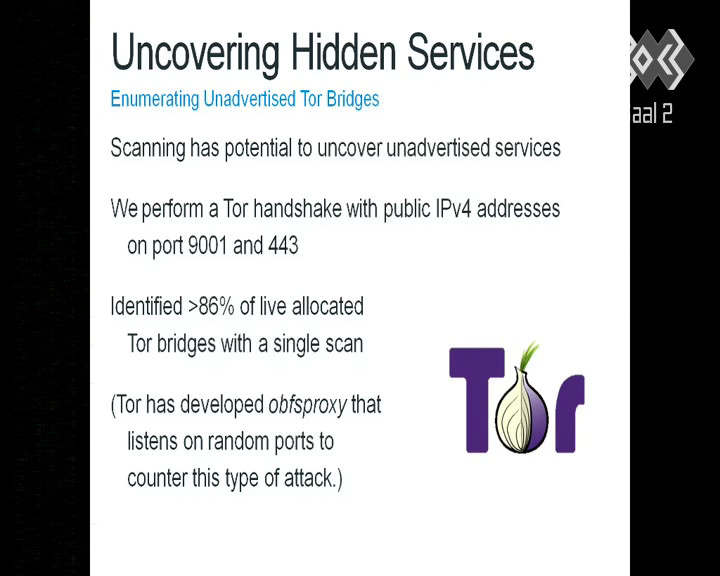 Uncovering Hidden Services
Enumerating Unadvertised Tor Bridges
Scanning has potential to uncover unadvertised services
We perform a Tor handshake with public IPv4 addresses
on port 9001 and 443
Identified >86% of live allocated
Tor bridges with a single scan
(Tor has developed obfsproxy that
listens on random ports to
counter this type of attack.)
Tor
aal 2